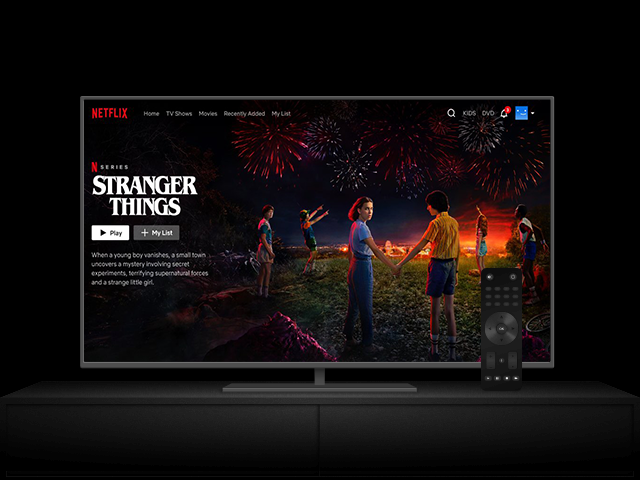 NETFLIX
Home TV Shows Movies Recently Added My List
KIDS DVD
N SERIES
STRANGER
THINGS
Play
My List
When a young boy vanishes, a small town
uncovers a mystery involving secret
experiments, terrifying supernatural forces
and a strange little girl.